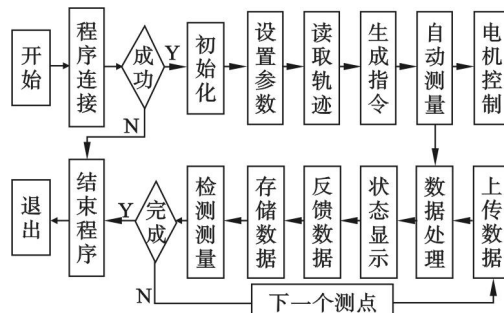 开始
程序连接
成功
Y
初始化
设置参数
读取轨迹
生成指令
自动测量
电机控制
N
退出
结束程序
Y
完成
检测测量
存储数据
反馈数据
状态显示
数据处理
上传数据
N
下一个测点